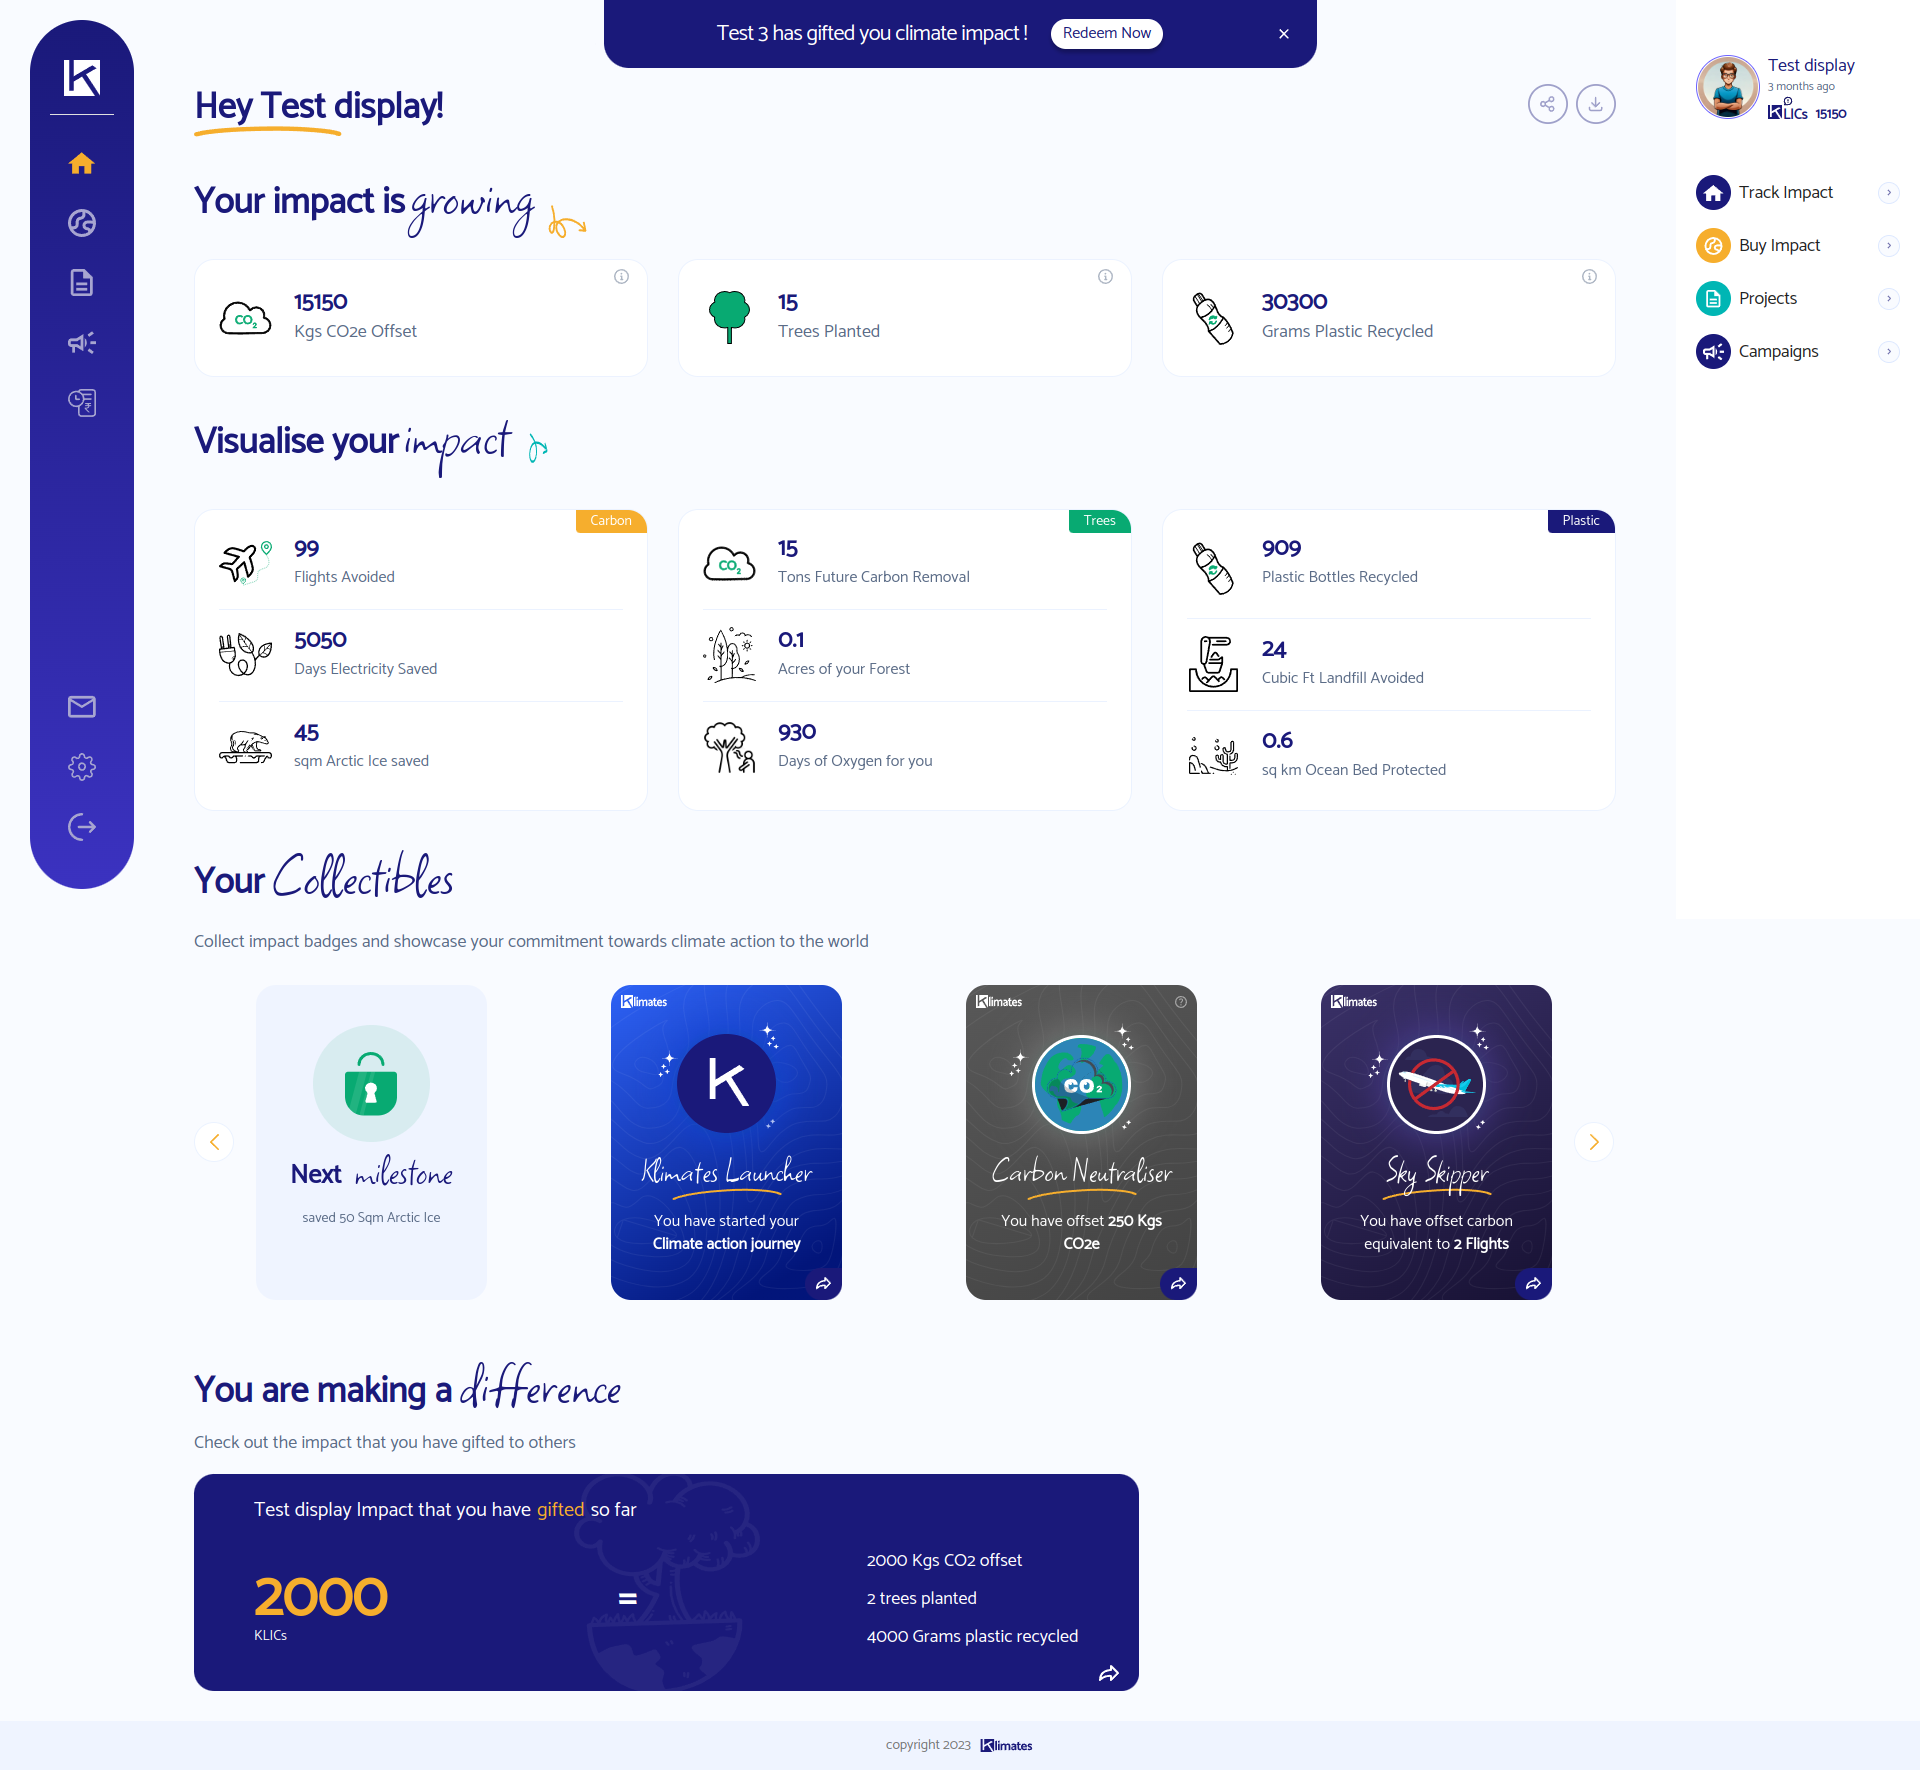 Test 3 has gifted you climate impact !
Redeem Now
×
Hey Test display!
Test display
3 months ago
KLICs 15150
Track Impact
Buy Impact
Projects
Campaigns
Your impact is growing
15150
Kgs CO2e Offset
CO2
15
Trees Planted
30300
Grams Plastic Recycled
Visualise your impact
Carbon
99
Flights Avoided
5050
Days Electricity Saved
45
sqm Arctic Ice saved
Trees
CO2
15
Tons Future Carbon Removal
0.1
Acres of your Forest
930
Days of Oxygen for you
Plastic
909
Plastic Bottles Recycled
24
Cubic Ft Landfill Avoided
0.6
sq km Ocean Bed Protected
Your Collectibles
Collect impact badges and showcase your commitment towards climate action to the world
Next milestone
saved 50 Sqm Arctic Ice
Klimates
K
Klimates Launcher
You have started your
Climate action journey
Klimates
CO2
Carbon Neutraliser
You have offset 250 Kgs
CO2e
Klimates
Sky Skipper
You have offset carbon
equivalent to 2 Flights
You are making a difference
Check out the impact that you have gifted to others
Test display Impact that you have gifted so far
2000
KLICs
=
2000 Kgs CO2 offset
2 trees planted
4000 Grams plastic recycled
copyright 2023 Klimates